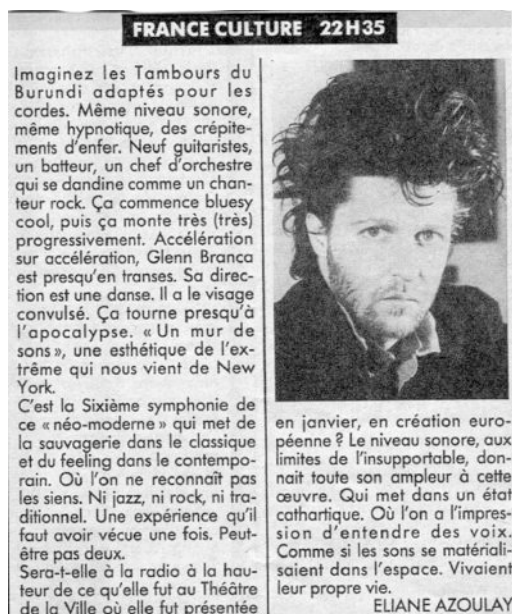 FRANCE CULTURE 22H35
Imaginez les Tambours du
Burundi adaptés pour les
cordes. Même niveau sonore,
même hypnotique, des crépite-
ments d'enfer. Neuf guitaristes,
un batteur, un chef d'orchestre
qui se dandine comme un chan-
teur rock. Ça commence bluesy
cool, puis ça monte très (très)
progressivement. Accélération
sur accélération, Glenn Branca
est presqu'en transes. Sa direc-
tion est une danse. Il a le visage
convulsé. Ça tourne presqu'à
l'apocalypse. « Un mur de
sons », une esthétique de l'ex-
trême qui nous vient de New
York.
C'est la Sixième symphonie de
ce « néo-moderne » qui met de
la sauvagerie dans le classique
et du feeling dans le contempo-
rain. Où l'on ne reconnaît pas
les siens. Ni jazz, ni rock, ni tra-
ditionnel. Une expérience qu'il
faut avoir vécue une fois. Peut-
être pas deux.
Sera-t-elle à la radio à la hau-
teur de ce qu'elle fut au Théâtre
de la Ville où elle fut présentée
en janvier, en création euro-
péenne ? Le niveau sonore, aux
limites de l'insupportable, don-
nait toute son ampleur à cette
œuvre. Qui met dans un état
cathartique. Où l'on a l'impres-
sion d'entendre des voix.
Comme si les sons se matériali-
saient dans l'espace. Vivaient
leur propre vie.
ELIANE AZOULAY